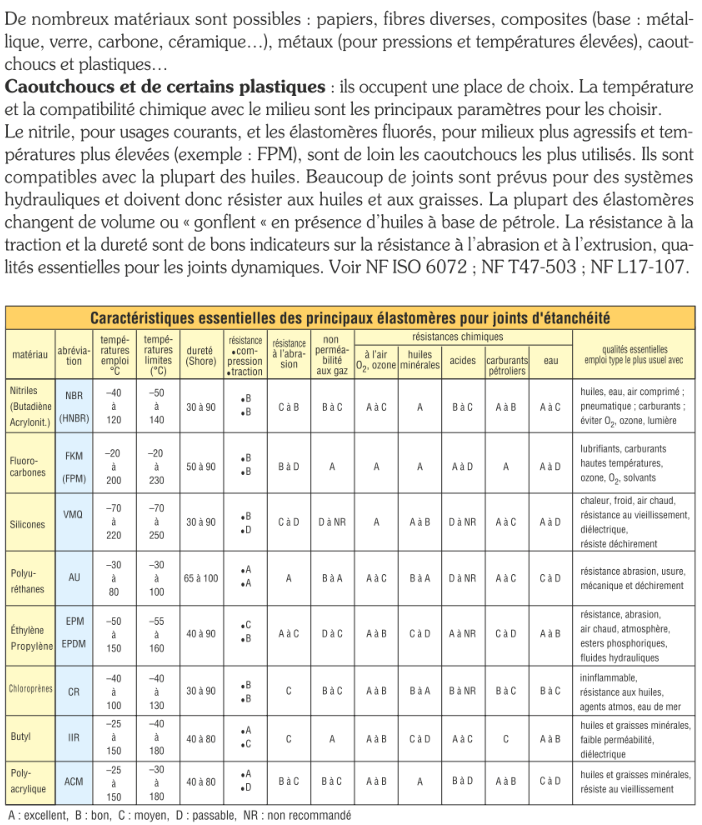 De nombreux matériaux sont possibles : papiers, fibres diverses, composites (base : métal-
lique, verre, carbone, céramique…), métaux (pour pressions et températures élevées), caout-
choucs et plastiques…
Caoutchoucs et de certains plastiques : ils occupent une place de choix. La température
et la compatibilité chimique avec le milieu sont les principaux paramètres pour les choisir.
Le nitrile, pour usages courants, et les élastomères fluorés, pour milieux plus agressifs et tem-
pératures plus élevées (exemple : FPM), sont de loin les caoutchoucs les plus utilisés. Ils sont
compatibles avec la plupart des huiles. Beaucoup de joints sont prévus pour des systèmes
hydrauliques et doivent donc résister aux huiles et aux graisses. La plupart des élastomères
changent de volume ou « gonflent « en présence d'huiles à base de pétrole. La résistance à la
traction et la dureté sont de bons indicateurs sur la résistance à l'abrasion et à l'extrusion, qua-
lités essentielles pour les joints dynamiques. Voir NF ISO 6072 ; NF T47-503 ; NF L17-107.
Caractéristiques essentielles des principaux élastomères pour joints d'étanchéité
matériau | abrévia-tion | tempé-ratures emploi °C | tempé-ratures limites (°C) | dureté (Shore) | résistance •com-pression •traction | résistance à l'abra-sion | non perméa-bilité aux gaz | résistances chimiques | à l'air O2, ozone | huiles minérales | acides | carburants pétroliers | eau | qualités essentielles emploi type le plus usuel avec
Nitriles (Butadiène Acrylonit.) | NBR (HNBR) | –40 à 120 | –50 à 140 | 30 à 90 | •B •B | C à B | B à C | A à C | A | B à C | A à B | A à C | huiles, eau, air comprimé ; pneumatique ; carburants ; éviter O2, ozone, lumière
Fluoro-carbones | FKM (FPM) | –20 à 200 | –20 à 230 | 50 à 90 | •B •B | B à D | A | A | A | A à D | A | A à D | lubrifiants, carburants hautes températures, ozone, O2, solvants
Silicones | VMQ | –70 à 220 | –70 à 250 | 30 à 90 | •B •D | C à D | D à NR | A | A à B | D à NR | A à C | A à D | chaleur, froid, air chaud, résistance au vieillissement, diélectrique, résiste déchirement
Polyu-réthanes | AU | –30 à 80 | –30 à 100 | 65 à 100 | •A •A | A | B à A | A à C | B à A | D à NR | A à C | C à D | résistance abrasion, usure, mécanique et déchirement
Éthylène Propylène | EPM EPDM | –50 à 150 | –55 à 160 | 40 à 90 | •C •B | A à C | D à C | A à B | C à D | A à NR | C à D | A à B | résistance, abrasion, air chaud, atmosphère, esters phosphoriques, fluides hydrauliques
Chloroprènes | CR | –40 à 100 | –40 à 130 | 30 à 90 | •B •B | C | B à C | A à B | B à A | B à NR | B à C | B à C | ininflammable, résistance aux huiles, agents atmos, eau de mer
Butyl | IIR | –25 à 150 | –40 à 180 | 40 à 80 | •A •C | C | A | A à B | C à D | A à C | C | A à B | huiles et graisses minérales, faible perméabilité, diélectrique
Poly-acrylique | ACM | –25 à 150 | –30 à 180 | 40 à 80 | •A •D | B à C | B à C | A à B | A | B à D | A à B | C à D | huiles et graisses minérales, résiste au vieillissement
A : excellent, B : bon, C : moyen, D : passable, NR : non recommandé